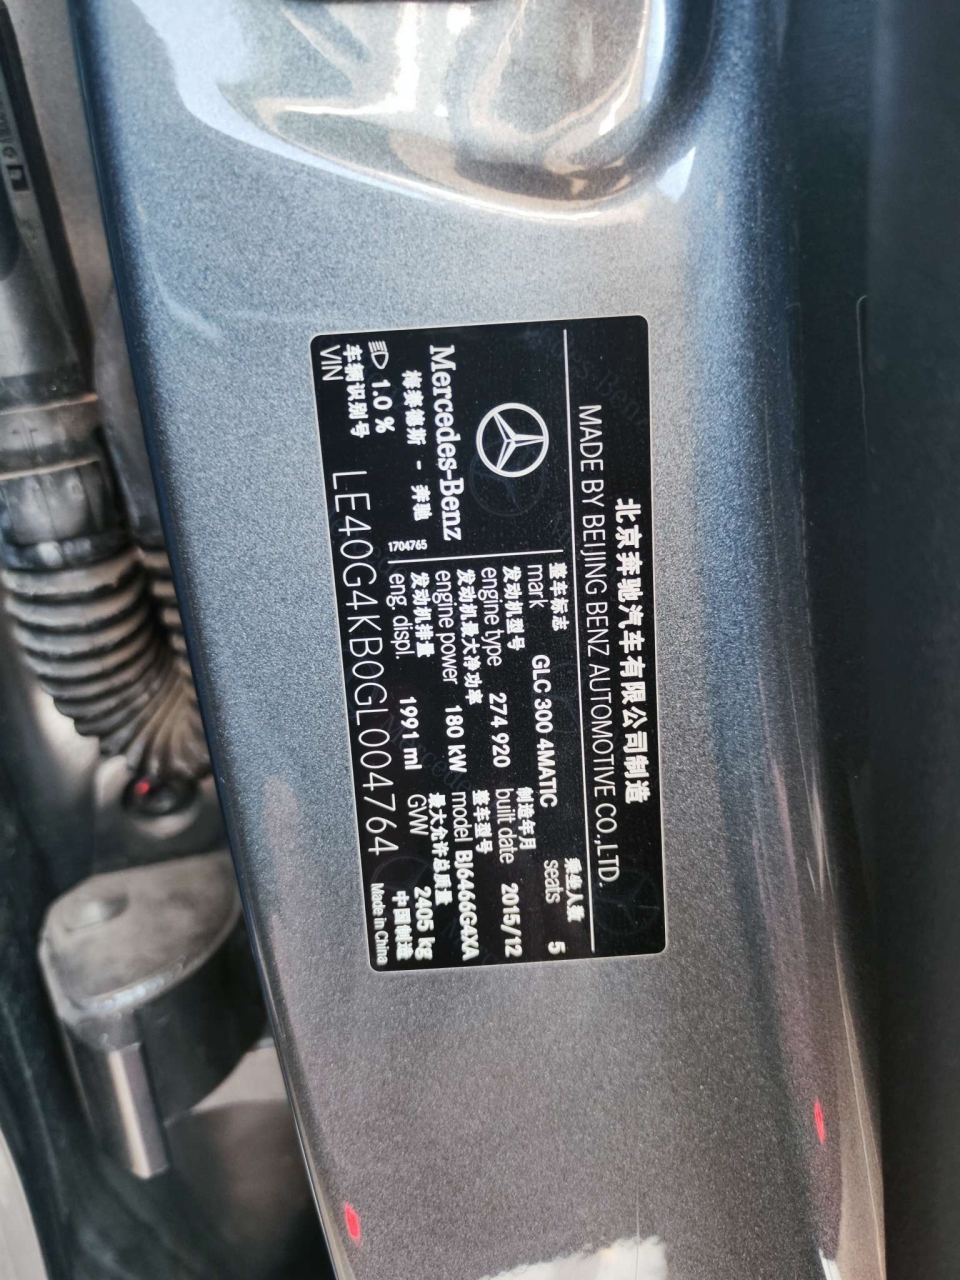 北京奔驰汽车有限公司制造
MADE BY BEIJING BENZ AUTOMOTIVE CO.,LTD.
Mercedes-Benz
梅赛德斯 - 奔驰
1704765
整车标志
mark GLC 300 4MATIC
乘坐人数
seats 5
发动机型号
engine type 274 920
制造年月
built date 2015/12
发动机最大净功率
engine power 180 kW
整车型号
model BJ6466G4XA
发动机排量
eng. displ. 1991 ml
最大允许总质量
GVW 2405 kg
1.0 %
车辆识别号
VIN LE40G4KB0GL004764
中国制造
Made in China